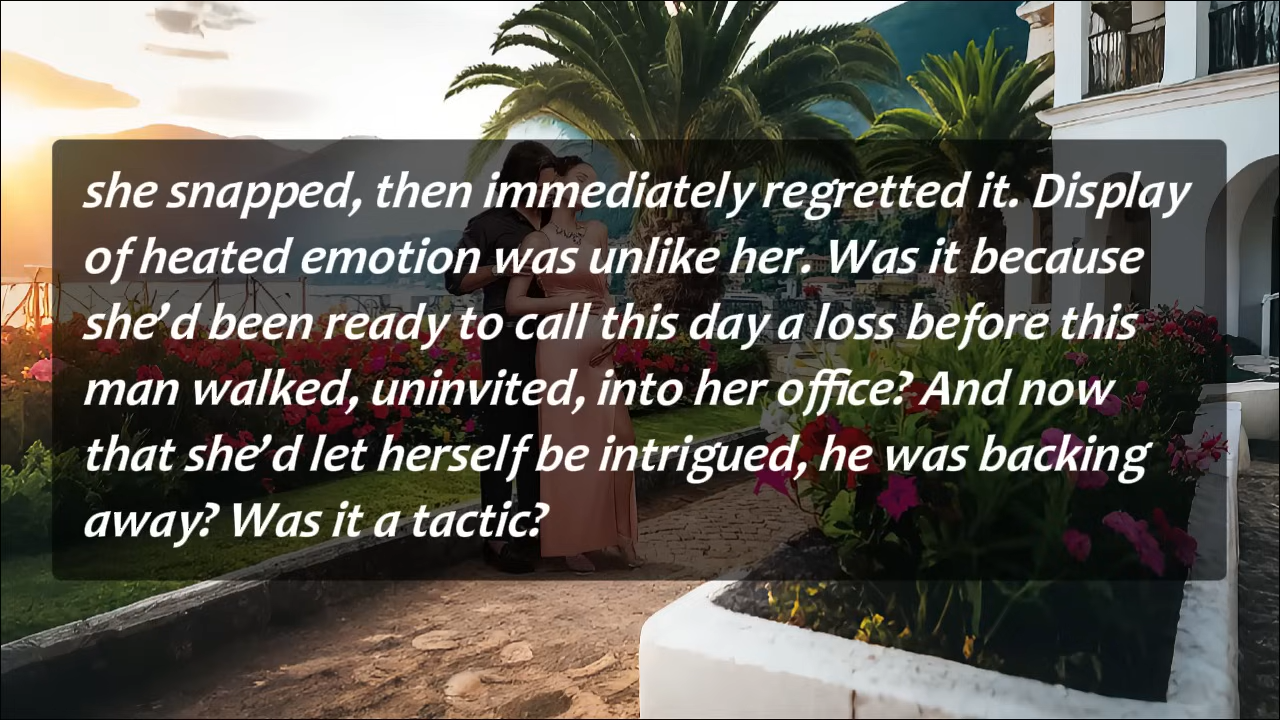 she snapped, then immediately regretted it. Display
of heated emotion was unlike her. Was it because
she’d been ready to call this day a loss before this
man walked, uninvited, into her office? And now
that she’d let herself be intrigued, he was backing
away? Was it a tactic?